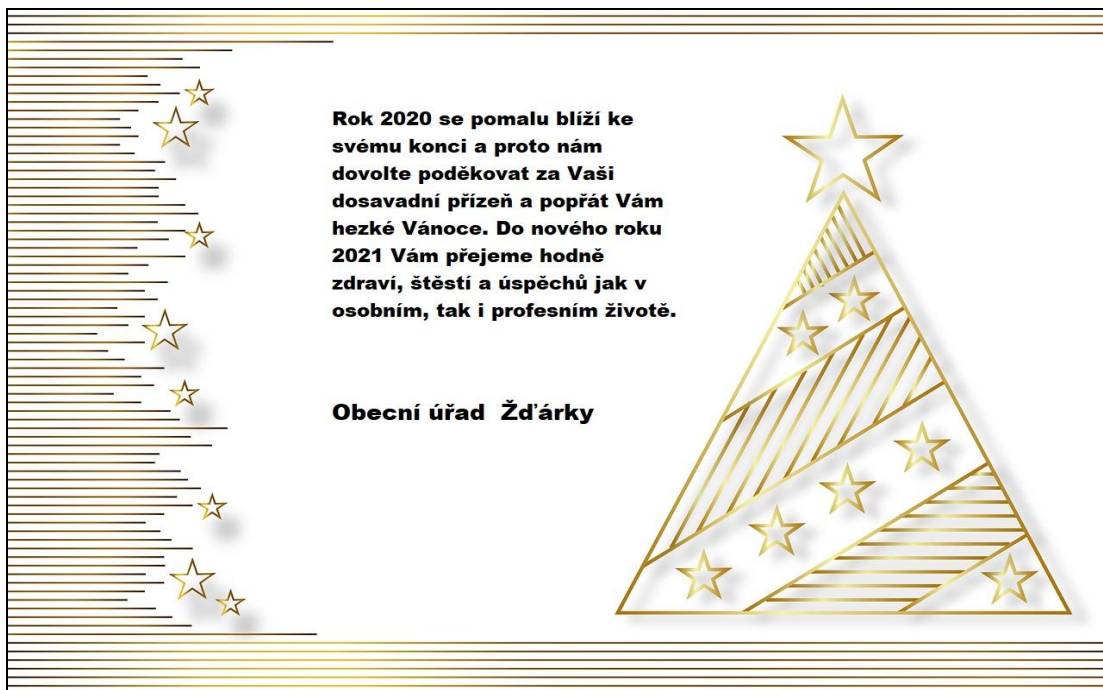 Rok 2020 se pomalu blíží ke
svému konci a proto nám
dovolte poděkovat za Vaši
dosavadní přízeň a popřát Vám
hezké Vánoce. Do nového roku
2021 Vám přejeme hodně
zdraví, štěstí a úspěchů jak v
osobním, tak i profesním životě.
Obecní úřad  Žďárky